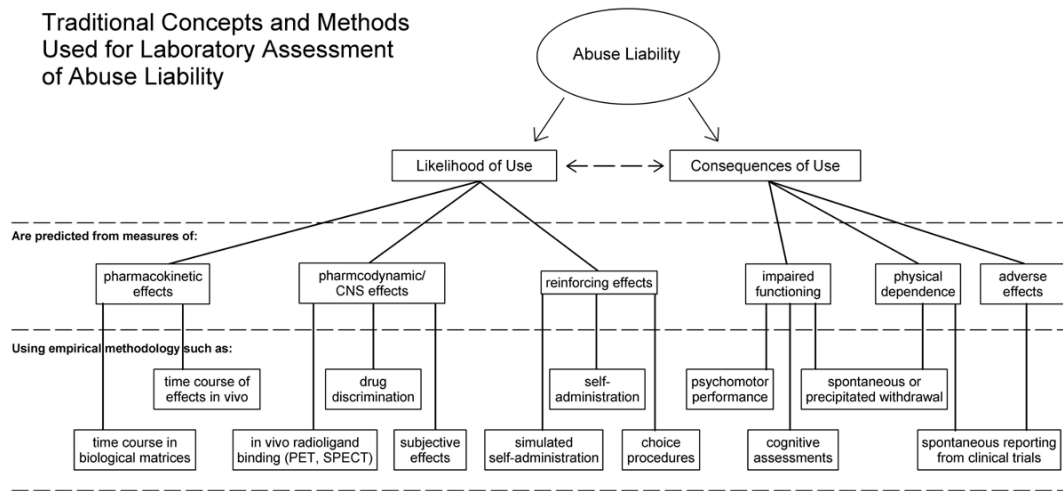 Traditional Concepts and Methods
Used for Laboratory Assessment
of Abuse Liability
Abuse Liability
Likelihood of Use
Consequences of Use
Are predicted from measures of:
pharmacokinetic
effects
pharmcodynamic/
CNS effects
reinforcing effects
impaired
functioning
physical
dependence
adverse
effects
Using empirical methodology such as:
time course of
effects in vivo
drug
discrimination
self-
administration
psychomotor
performance
spontaneous or
precipitated withdrawal
time course in
biological matrices
in vivo radioligand
binding (PET, SPECT)
subjective
effects
simulated
self-administration
choice
procedures
cognitive
assessments
spontaneous reporting
from clinical trials